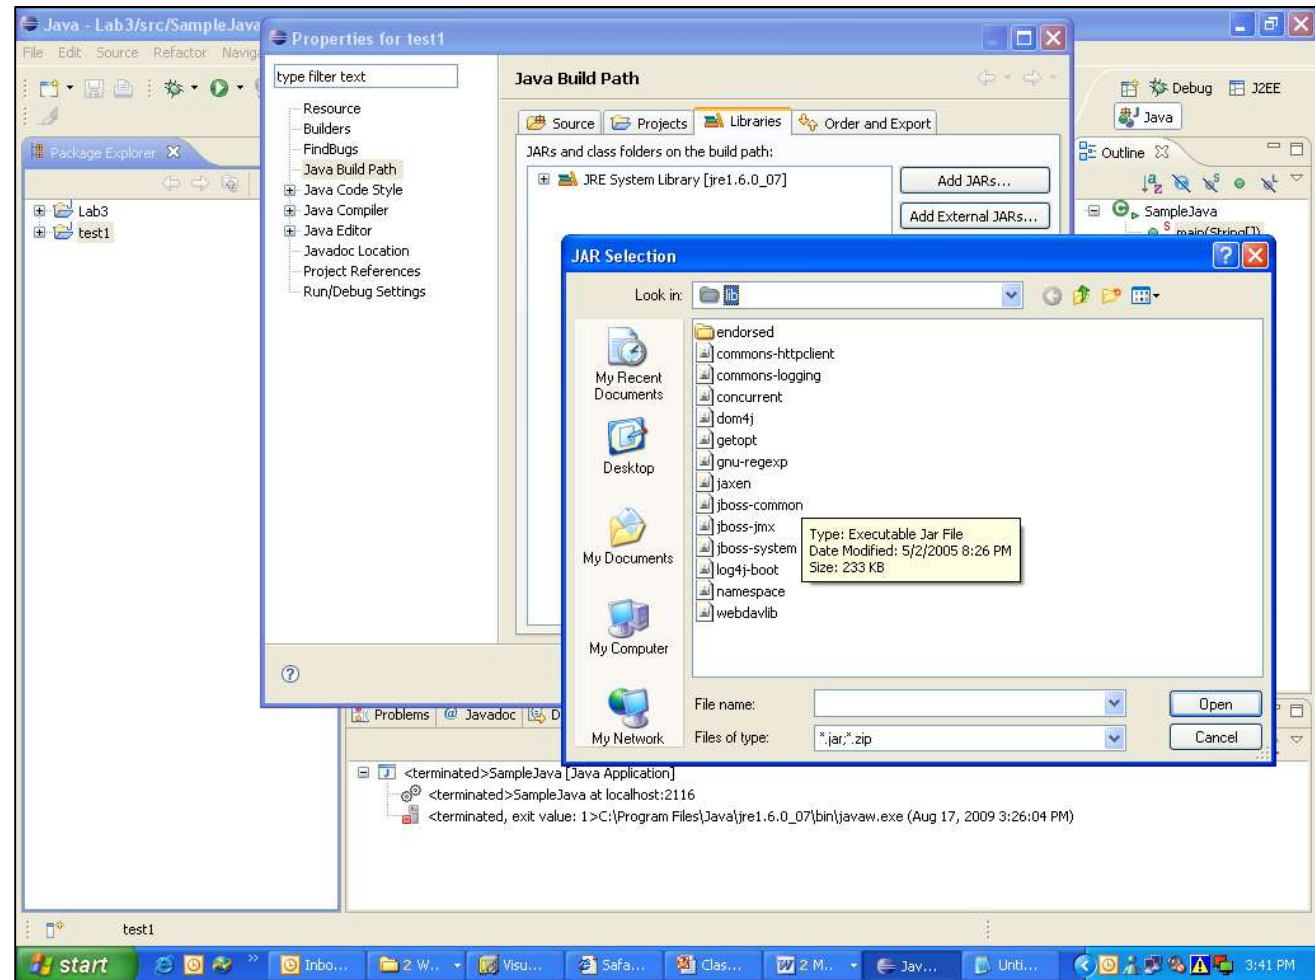 Java - Lab3/src/SampleJava
File Edit Source Refactor Naviga
Debug
J2EE
Java
Package Explorer
Lab3
test1
Properties for test1
type filter text
Resource
Builders
FindBugs
Java Build Path
Java Code Style
Java Compiler
Java Editor
Javadoc Location
Project References
Run/Debug Settings
Java Build Path
Source
Projects
Libraries
Order and Export
JARs and class folders on the build path:
JRE System Library [jre1.6.0_07]
Add JARs...
Add External JARs...
Outline
SampleJava
main(String[])
JAR Selection
Look in:
lib
My Recent Documents
Desktop
My Documents
My Computer
My Network
endorsed
commons-httpclient
commons-logging
concurrent
dom4j
getopt
gnu-regexp
jaxen
jboss-common
jboss-jmx
jboss-system
log4j-boot
namespace
webdavlib
Type: Executable Jar File
Date Modified: 5/2/2005 8:26 PM
Size: 233 KB
File name:
Open
Files of type:
*.jar;*.zip
Cancel
Problems
@ Javadoc
D
<terminated>SampleJava [Java Application]
<terminated>SampleJava at localhost:2116
<terminated, exit value: 1>C:\Program Files\Java\jre1.6.0_07\bin\javaw.exe (Aug 17, 2009 3:26:04 PM)
test1
start
Inbo...
2 W..
Visu...
Safa...
Clas...
2 M..
Jav...
Unti...
3:41 PM